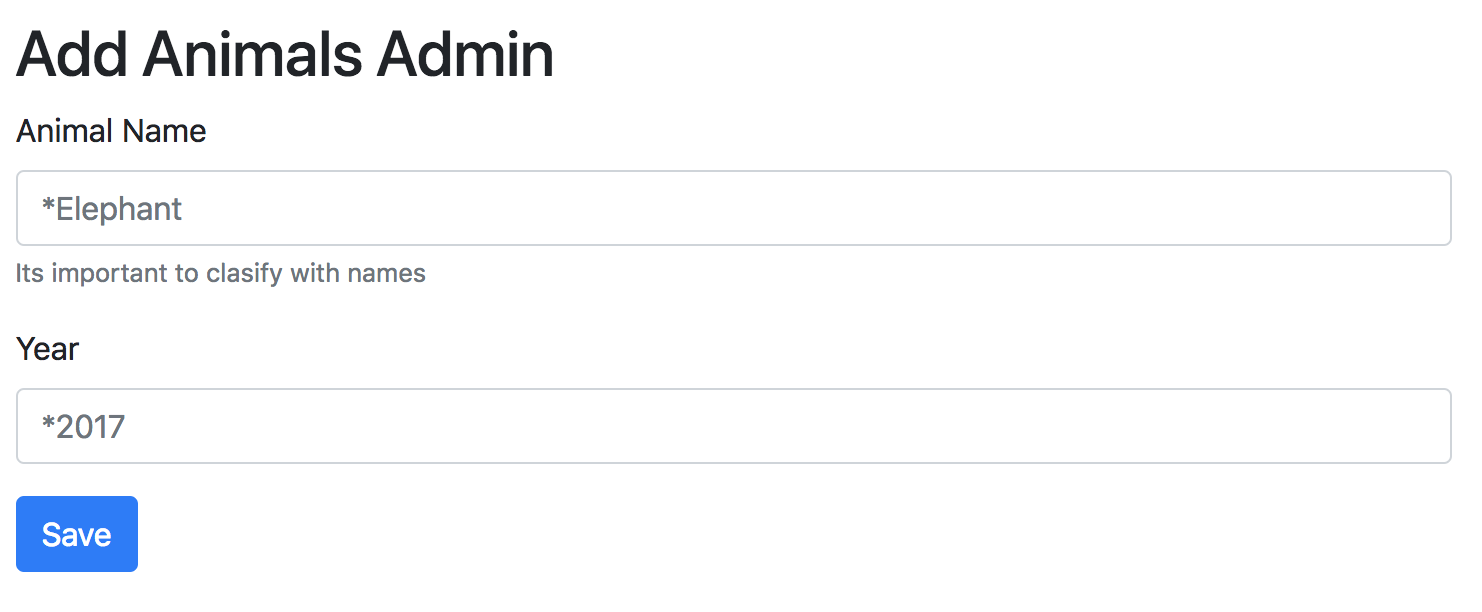 Add Animals Admin
Animal Name
*Elephant
Its important to clasify with names
Year
*2017
Save